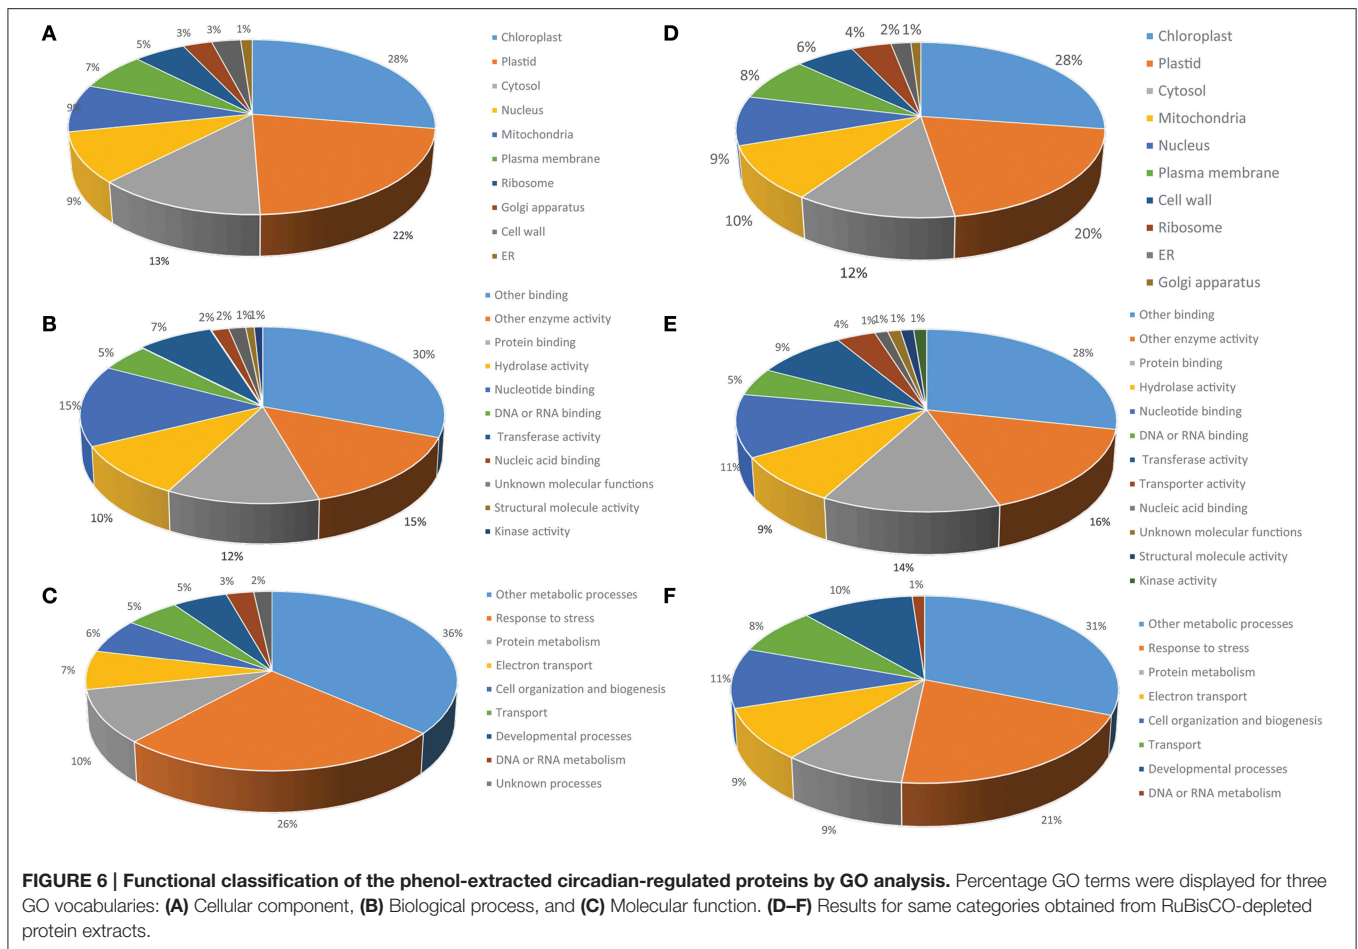 A
3%
3%
1%
5%
7%
9%
28%
9%
13%
22%
Chloroplast
Plastid
Cytosol
Nucleus
Mitochondria
Plasma membrane
Ribosome
Golgi apparatus
Cell wall
ER
D
4%
2%
1%
6%
8%
28%
9%
10%
12%
20%
Chloroplast
Plastid
Cytosol
Mitochondria
Nucleus
Plasma membrane
Cell wall
Ribosome
ER
Golgi apparatus
B
7%
2%
2%
1%
1%
5%
30%
15%
10%
12%
15%
Other binding
Other enzyme activity
Protein binding
Hydrolase activity
Nucleotide binding
DNA or RNA binding
Transferase activity
Nucleic acid binding
Unknown molecular functions
Structural molecule activity
Kinase activity
E
4%
1%
1%
1%
1%
9%
28%
5%
11%
9%
14%
16%
Other binding
Other enzyme activity
Protein binding
Hydrolase activity
Nucleotide binding
DNA or RNA binding
Transferase activity
Transporter activity
Nucleic acid binding
Unknown molecular functions
Structural molecule activity
Kinase activity
C
3%
2%
5%
5%
6%
36%
7%
10%
26%
Other metabolic processes
Response to stress
Protein metabolism
Electron transport
Cell organization and biogenesis
Transport
Developmental processes
DNA or RNA metabolism
Unknown processes
F
10%
1%
8%
31%
11%
9%
9%
21%
Other metabolic processes
Response to stress
Protein metabolism
Electron transport
Cell organization and biogenesis
Transport
Developmental processes
DNA or RNA metabolism
FIGURE 6 | Functional classification of the phenol-extracted circadian-regulated proteins by GO analysis. Percentage GO terms were displayed for three
GO vocabularies: (A) Cellular component, (B) Biological process, and (C) Molecular function. (D–F) Results for same categories obtained from RuBisCO-depleted
protein extracts.